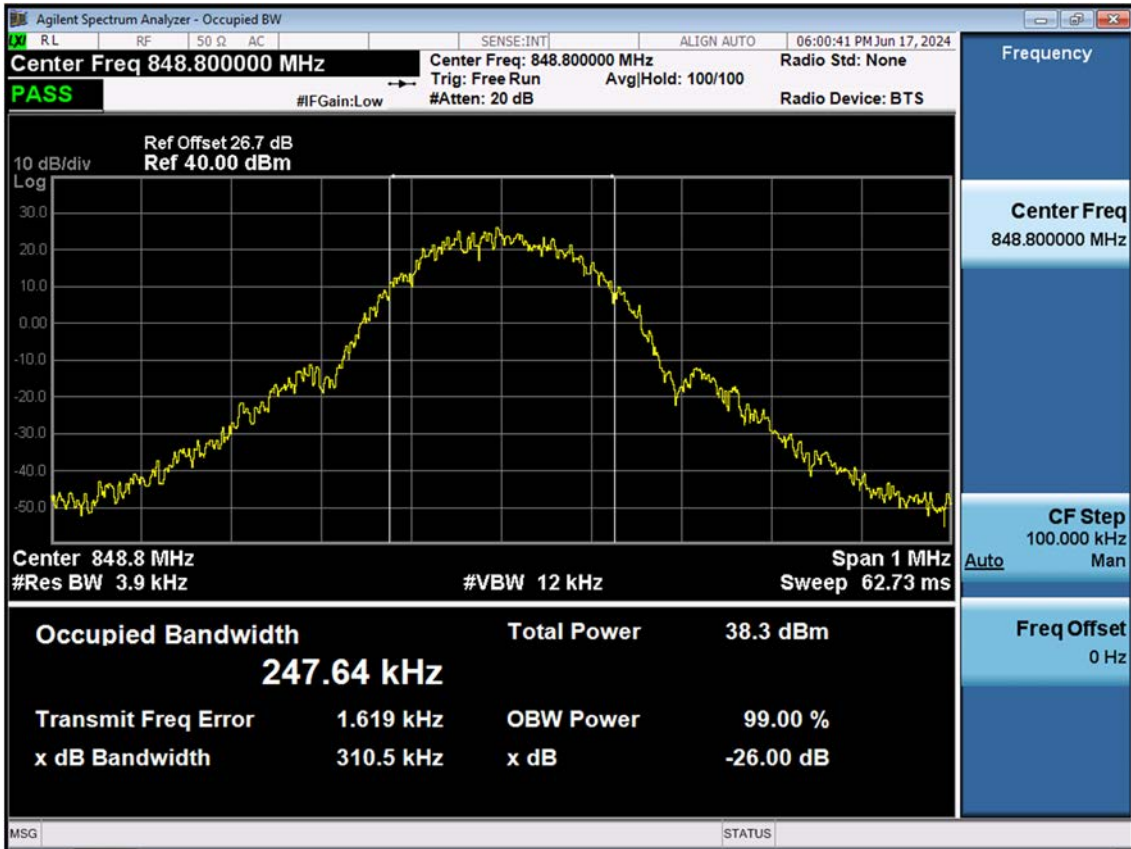 Agilent Spectrum Analyzer - Occupied BW
LXI RL RF 50 Ω AC SENSE:INT ALIGN AUTO 06:00:41 PM Jun 17, 2024
Center Freq 848.800000 MHz
Center Freq: 848.800000 MHz
Radio Std: None
Trig: Free Run Avg|Hold: 100/100
PASS
#IFGain:Low
#Atten: 20 dB
Radio Device: BTS
Ref Offset 26.7 dB
10 dB/div Ref 40.00 dBm
Log
30.0
20.0
10.0
0.00
-10.0
-20.0
-30.0
-40.0
-50.0
Center 848.8 MHz Span 1 MHz
#Res BW 3.9 kHz #VBW 12 kHz Sweep 62.73 ms
Occupied Bandwidth Total Power 38.3 dBm
247.64 kHz
Transmit Freq Error 1.619 kHz OBW Power 99.00 %
x dB Bandwidth 310.5 kHz x dB -26.00 dB
Frequency
Center Freq
848.800000 MHz
CF Step
100.000 kHz
Auto Man
Freq Offset
0 Hz
MSG STATUS